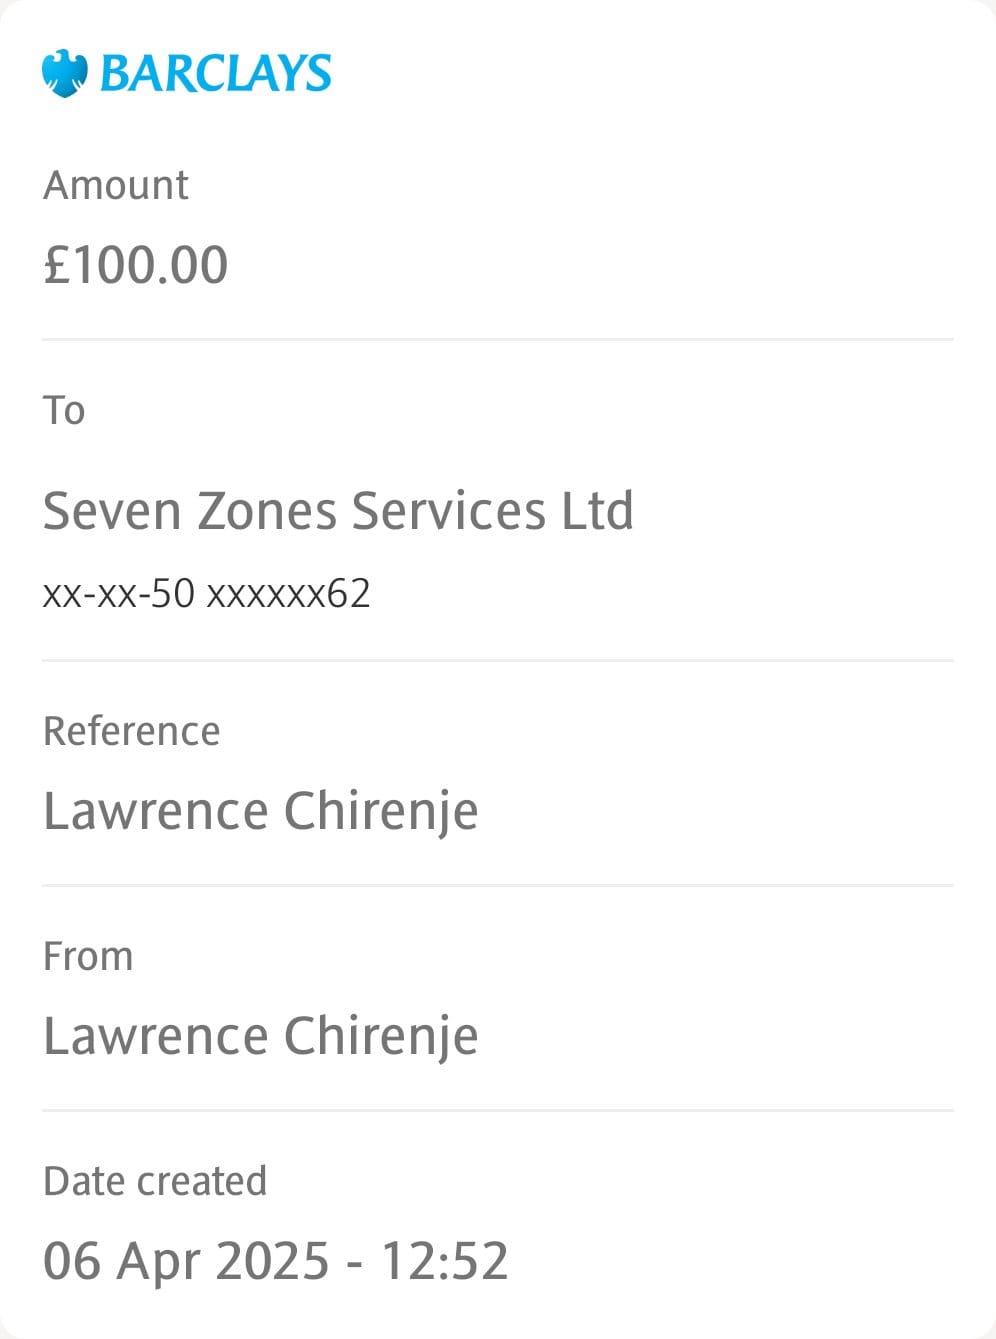 BARCLAYS
Amount
£100.00
To
Seven Zones Services Ltd
xx-xx-50 xxxxxx62
Reference
Lawrence Chirenje
From
Lawrence Chirenje
Date created
06 Apr 2025 - 12:52